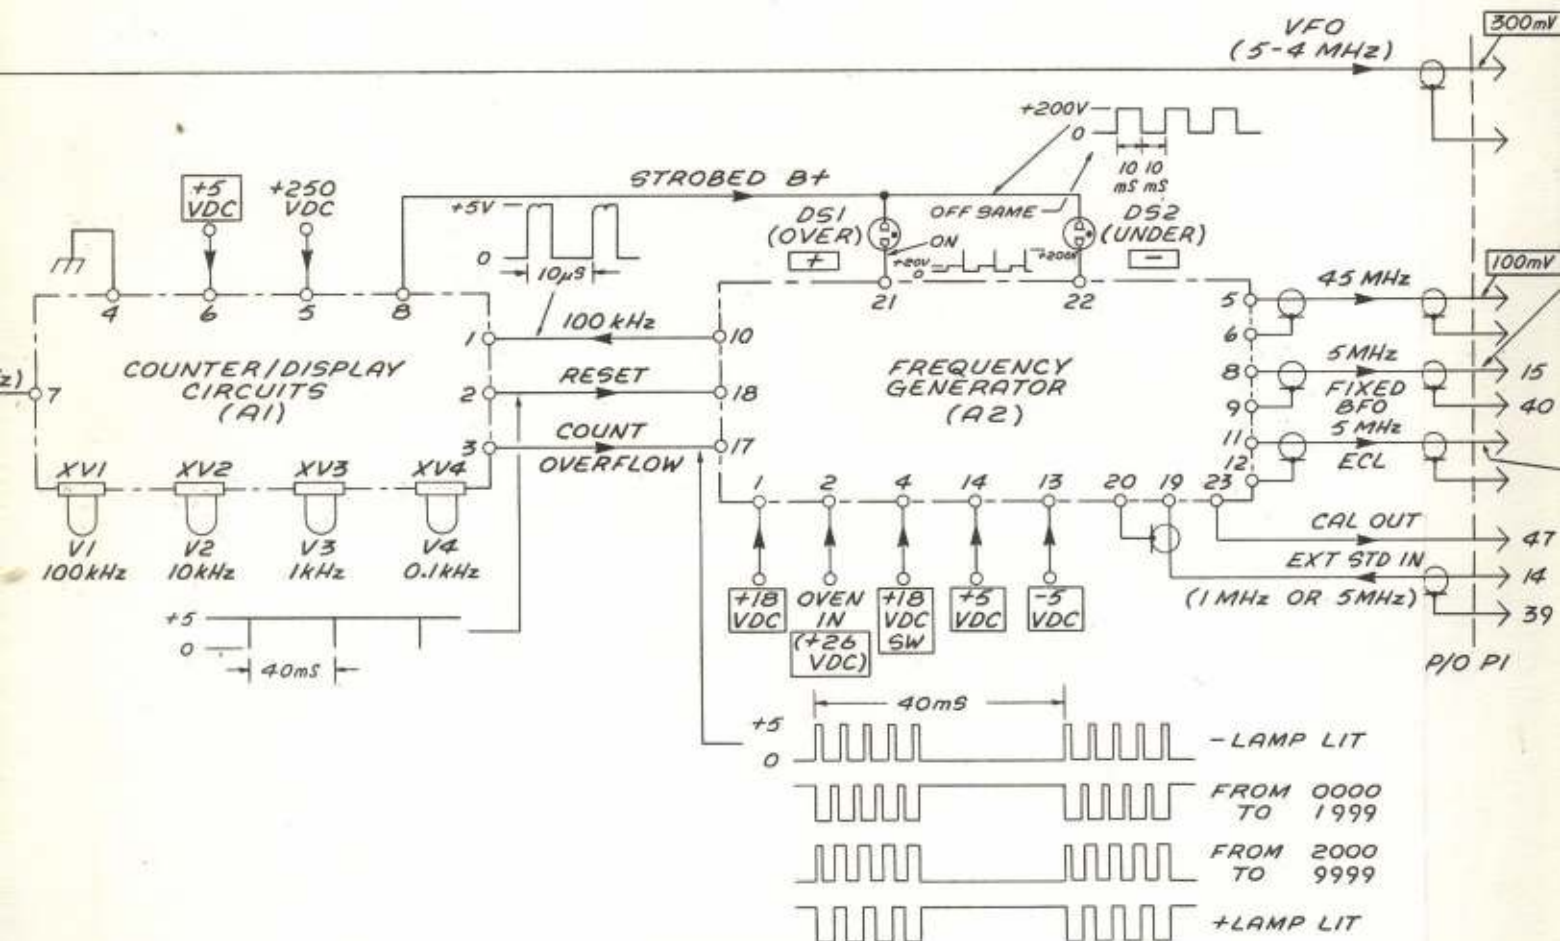 VFO
(5-4 MHz)
300mV
+200V
0
10 10
mS mS
STROBED B+
+5
VDC
+250
VDC
+5V
0
10µS
DS1
(OVER)
+
OFF SAME
ON
+20V
0
+200V
DS2
(UNDER)
-
100mV
4
6
5
8
21
22
5
45 MHz
6
1
100 kHz
10
COUNTER/DISPLAY
CIRCUITS
(A1)
7
2
RESET
18
3
COUNT
OVERFLOW
17
FREQUENCY
GENERATOR
(A2)
8
5 MHz
15
9
FIXED
BFO
40
11
5 MHz
12
ECL
XV1
XV2
XV3
XV4
V1
100kHz
V2
10kHz
V3
1kHz
V4
0.1kHz
1
2
4
14
13
20
19
23
CAL OUT
47
EXT STD IN
14
(1 MHz OR 5MHz)
39
+18
VDC
OVEN
IN
(+26
VDC)
+18
VDC
SW
+5
VDC
-5
VDC
P/O P1
+5
0
40mS
40mS
+5
0
-LAMP LIT
FROM 0000
TO 1999
FROM 2000
TO 9999
+LAMP LIT